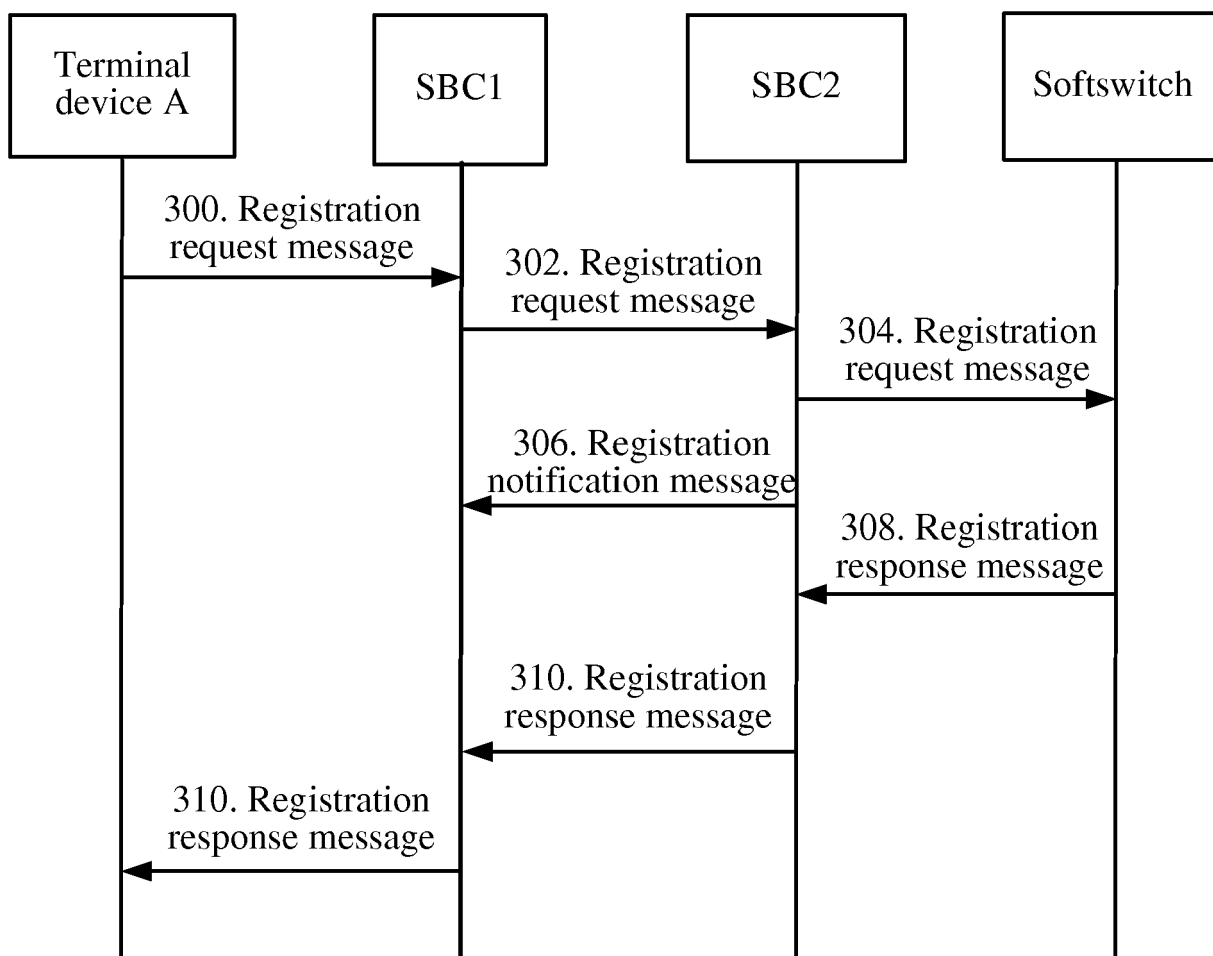 Terminal
device A
SBC1
SBC2
Softswitch
300. Registration
request message
302. Registration
request message
304. Registration
request message
306. Registration
notification message
308. Registration
response message
310. Registration
response message
310. Registration
response message